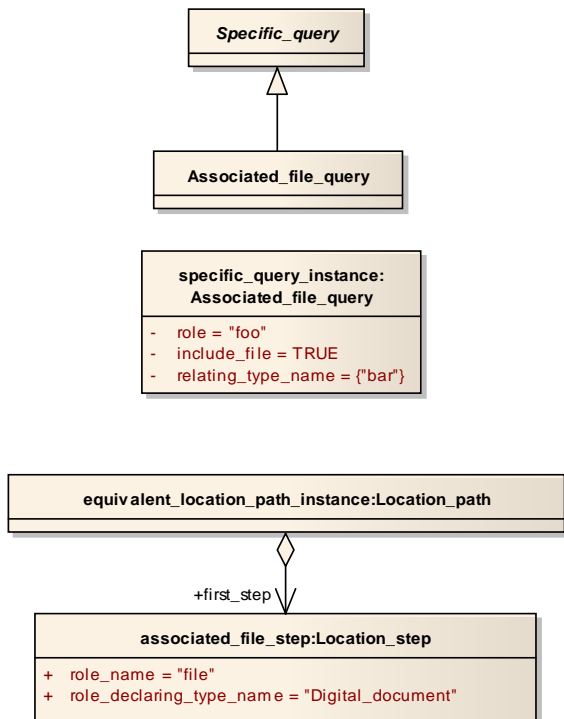 Specific_query
Associated_file_query
specific_query_instance:
Associated_file_query
- role = "foo"
- include_file = TRUE
- relating_type_name = {"bar"}
equivalent_location_path_instance:Location_path
+first_step
associated_file_step:Location_step
+ role_name = "file"
+ role_declaring_type_name = "Digital_document"